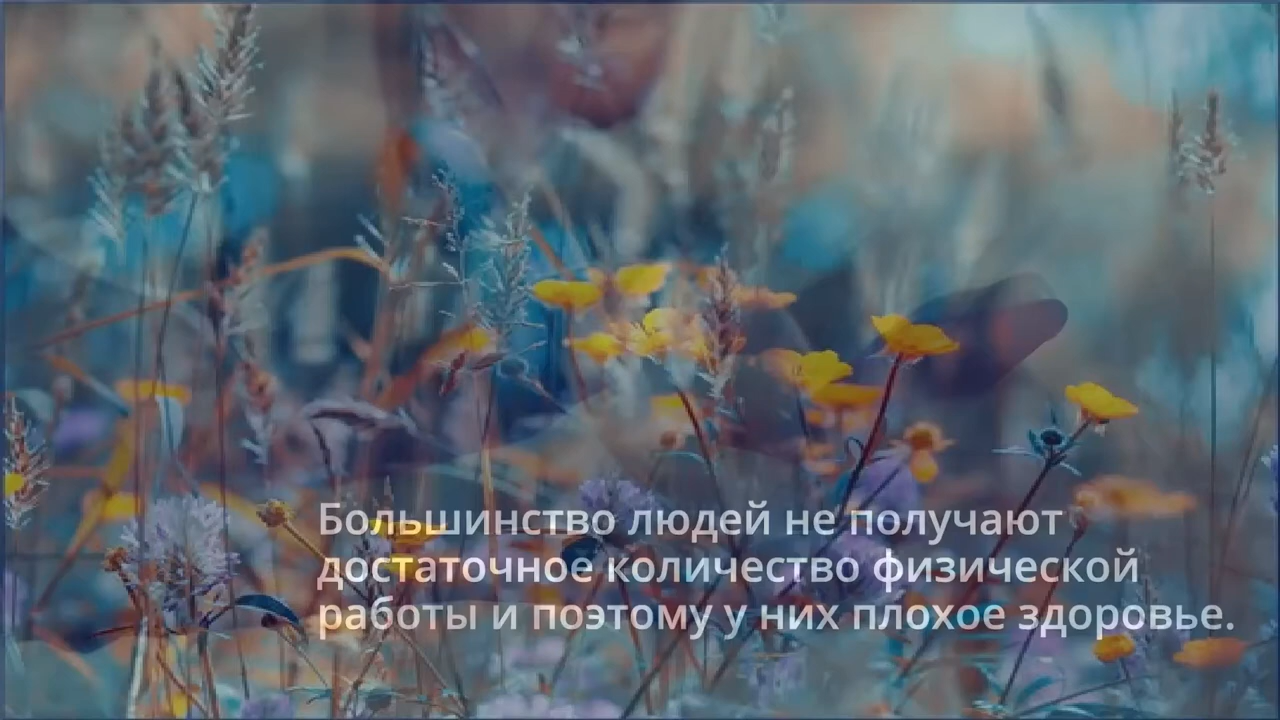 Большинство людей не получают
достаточное количество физической
работы и поэтому у них плохое здоровье.